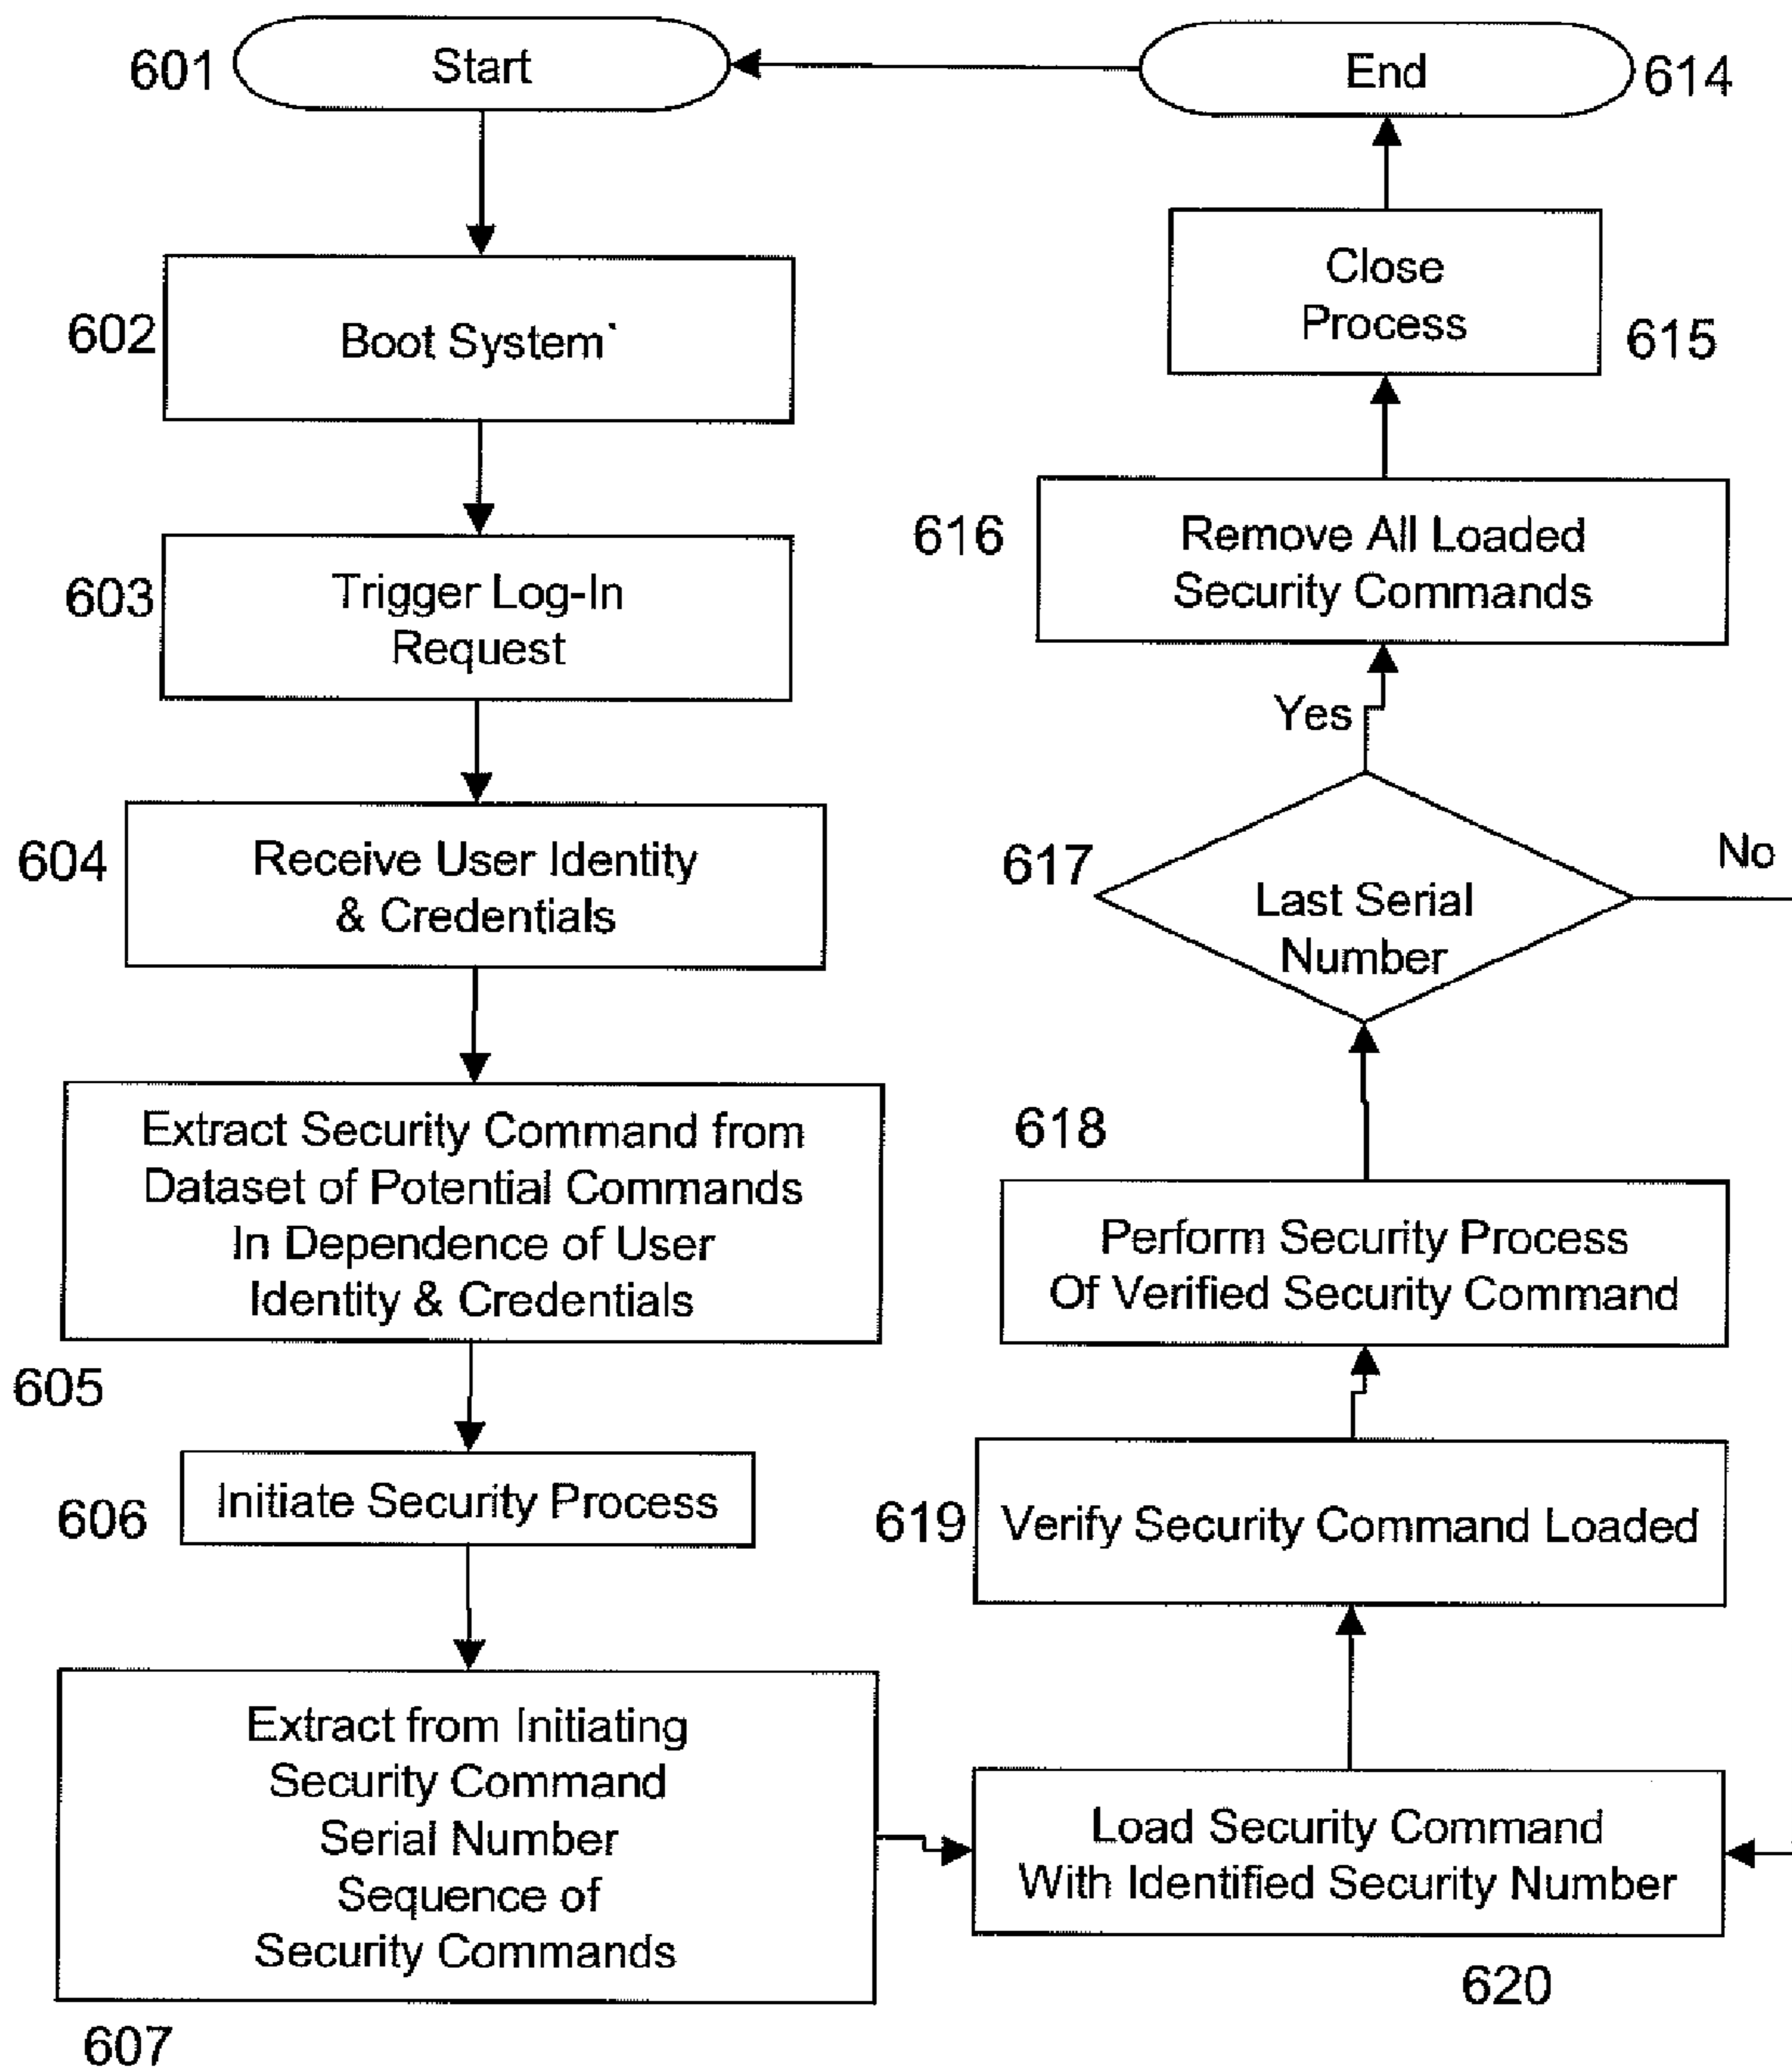 601
Start
602
Boot System`
603
Trigger Log-In
Request
604
Receive User Identity
& Credentials
Extract Security Command from
Dataset of Potential Commands
In Dependence of User
Identity & Credentials
605
606
Initiate Security Process
Extract from Initiating
Security Command
Serial Number
Sequence of
Security Commands
607
Load Security Command
With Identified Security Number
620
619
Verify Security Command Loaded
618
Perform Security Process
Of Verified Security Command
617
Last Serial
Number
No
Yes
616
Remove All Loaded
Security Commands
Close
Process
615
End
614